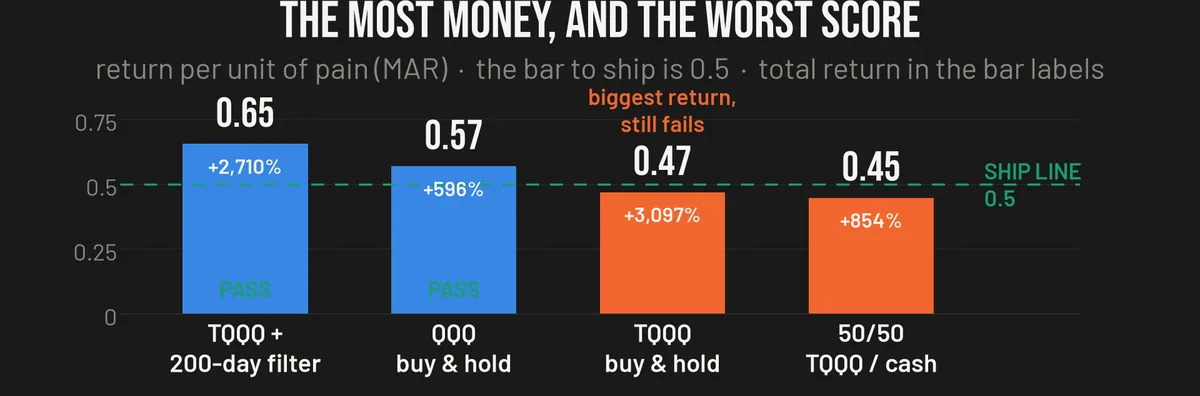 THE MOST MONEY, AND THE WORST SCORE
return per unit of pain (MAR) · the bar to ship is 0.5 · total return in the bar labels
biggest return,
still fails
0.75
0.65
0.57
0.47
0.45
+2,710%
+596%
+3,097%
+854%
SHIP LINE
0.5
0.5
0.25
PASS
PASS
0
TQQQ +
200-day filter
QQQ
buy & hold
TQQQ
buy & hold
50/50
TQQQ / cash